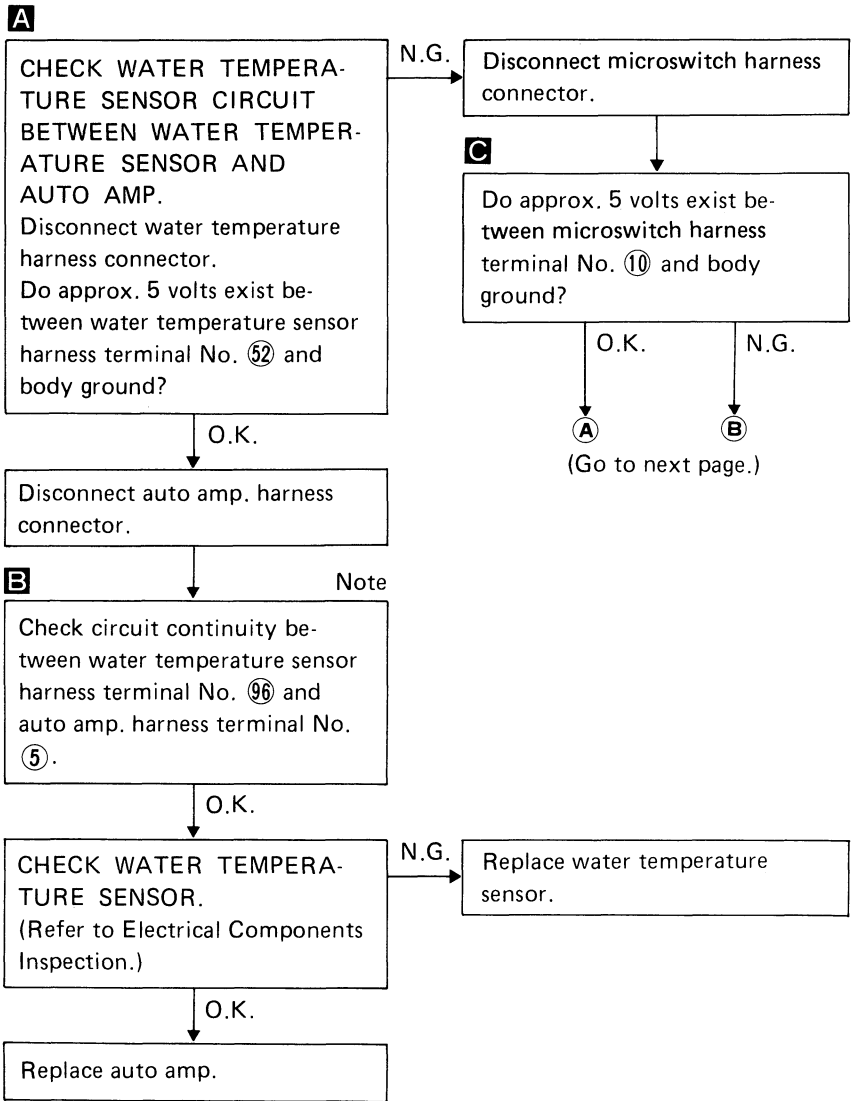 A
CHECK WATER TEMPERA-
TURE SENSOR CIRCUIT
BETWEEN WATER TEMPER-
ATURE SENSOR AND
AUTO AMP.
Disconnect water temperature
harness connector.
Do approx. 5 volts exist be-
tween water temperature sensor
harness terminal No. 52 and
body ground?
N.G.
Disconnect microswitch harness
connector.
C
Do approx. 5 volts exist be-
tween microswitch harness
terminal No. 10 and body
ground?
O.K.
N.G.
A
B
(Go to next page.)
O.K.
Disconnect auto amp. harness
connector.
B
Note
Check circuit continuity be-
tween water temperature sensor
harness terminal No. 96 and
auto amp. harness terminal No.
5.
O.K.
CHECK WATER TEMPERA-
TURE SENSOR.
(Refer to Electrical Components
Inspection.)
N.G.
Replace water temperature
sensor.
O.K.
Replace auto amp.